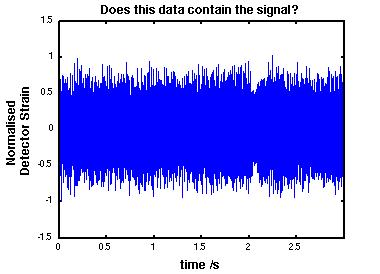 Does this data contain the signal?
1.5
1
0.5
0
-0.5
-1
-1.5
Normalised
Detector Strain
0 0.5 1 1.5 2 2.5
time /s